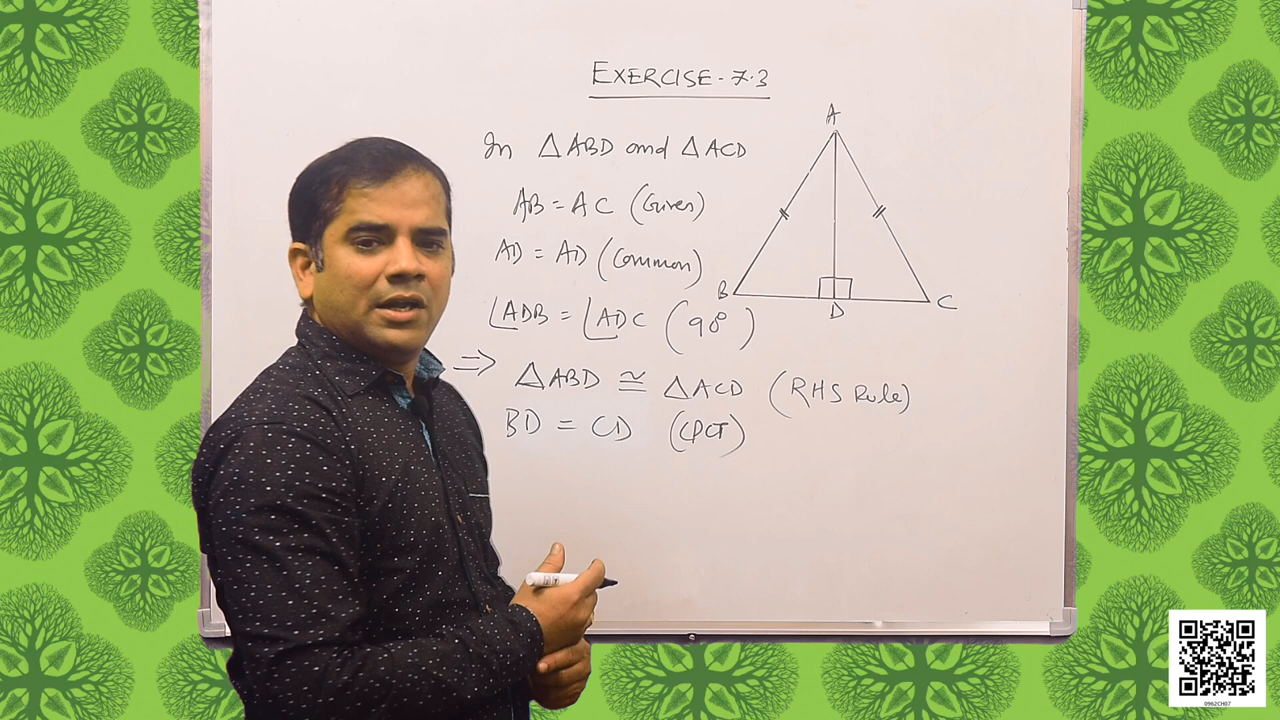 EXERCISE-7.3
In △ABD and △ACD
AB = AC (Given)
AD = AD (Common)
∠ADB = ∠ADC (90°)
⇒ △ABD ≅ △ACD (RHS Rule)
BD = CD (CPCT)
A
B
D
C
0962CH07